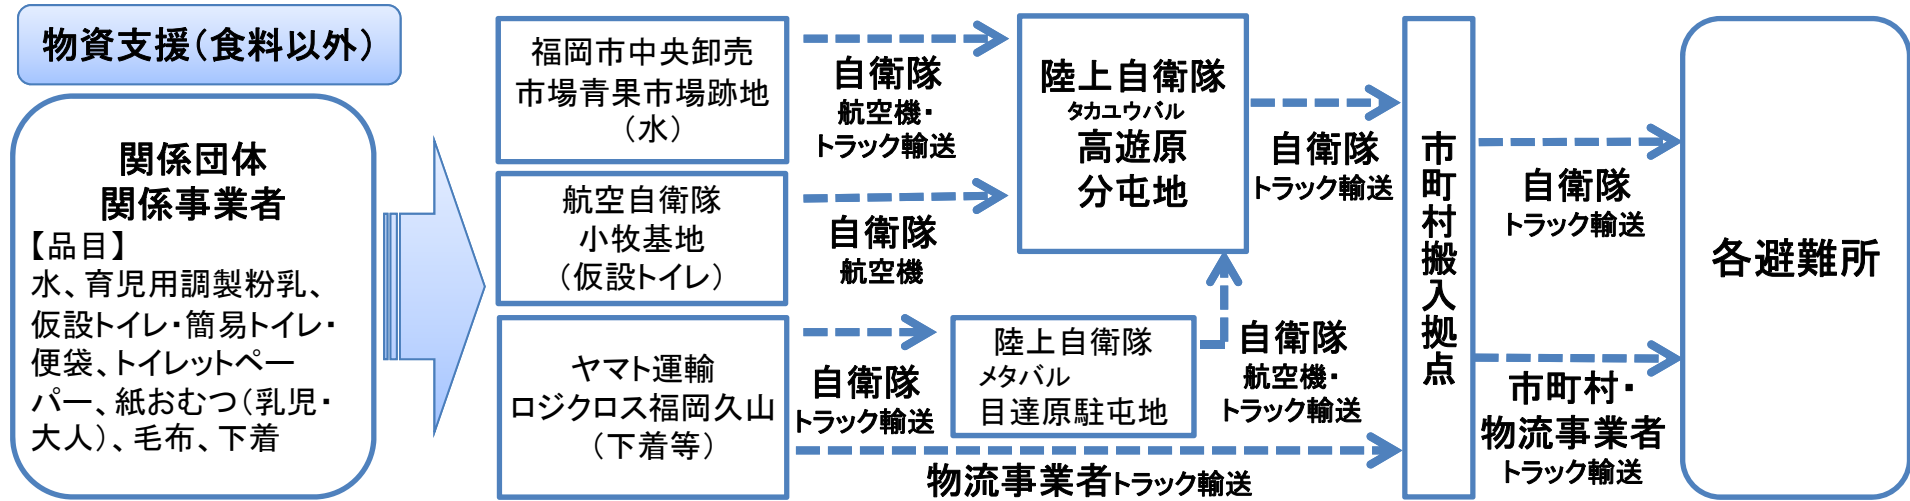 物資支援（食料以外）
関係団体
関係事業者
【品目】
水、育児用調製粉乳、
仮設トイレ・簡易トイレ・
便袋、トイレットペー
パー、紙おむつ（乳児・
大人）、毛布、下着
福岡市中央卸売
市場青果市場跡地
（水）
航空自衛隊
小牧基地
（仮設トイレ）
ヤマト運輸
ロジクロス福岡久山
（下着等）
自衛隊
航空機・
トラック輸送
自衛隊
航空機
自衛隊
トラック輸送
陸上自衛隊
タカユウバル
高遊原
分屯地
陸上自衛隊
メタバル
目達原駐屯地
自衛隊
航空機・
トラック輸送
物流事業者トラック輸送
自衛隊
トラック輸送
市町村搬入拠点
自衛隊
トラック輸送
市町村・
物流事業者
トラック輸送
各避難所